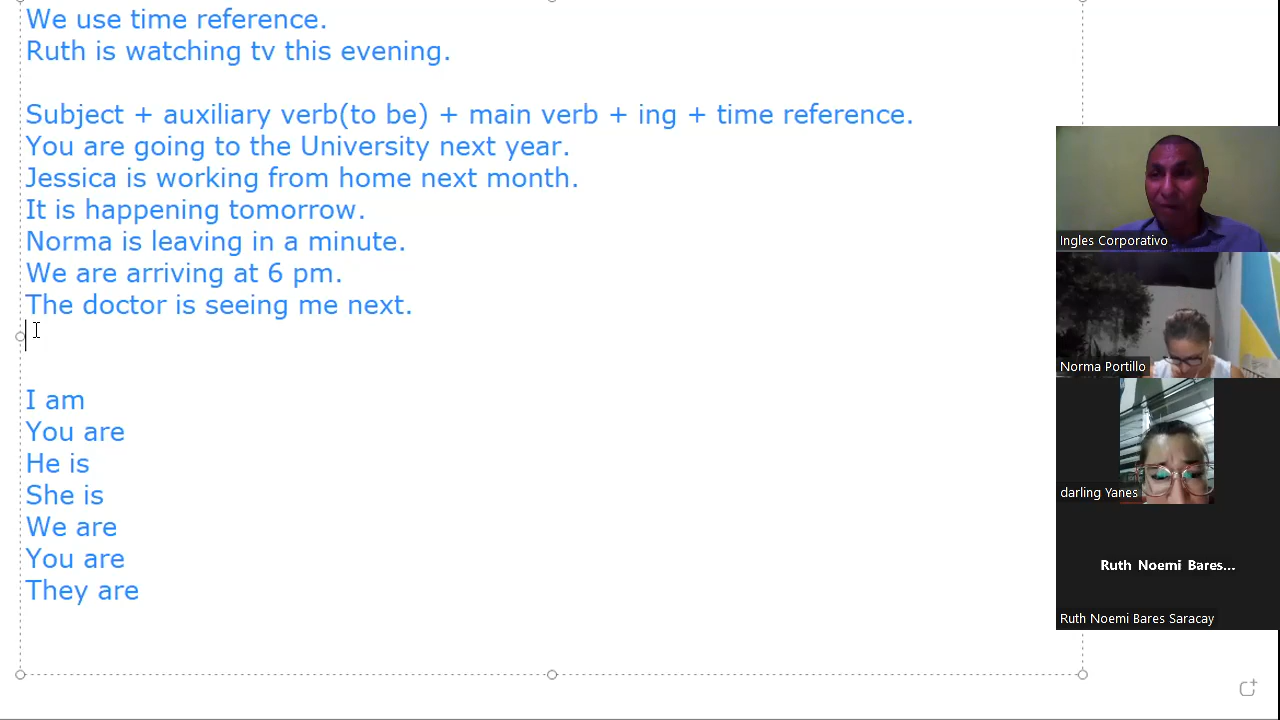 We use time reference.
Ruth is watching tv this evening.
Subject + auxiliary verb(to be) + main verb + ing + time reference.
You are going to the University next year.
Jessica is working from home next month.
It is happening tomorrow.
Norma is leaving in a minute.
We are arriving at 6 pm.
The doctor is seeing me next.
I am
You are
He is
She is
We are
You are
They are
Ingles Corporativo
Norma Portillo
darling Yanes
Ruth Noemi Bares...
Ruth Noemi Bares Saracay